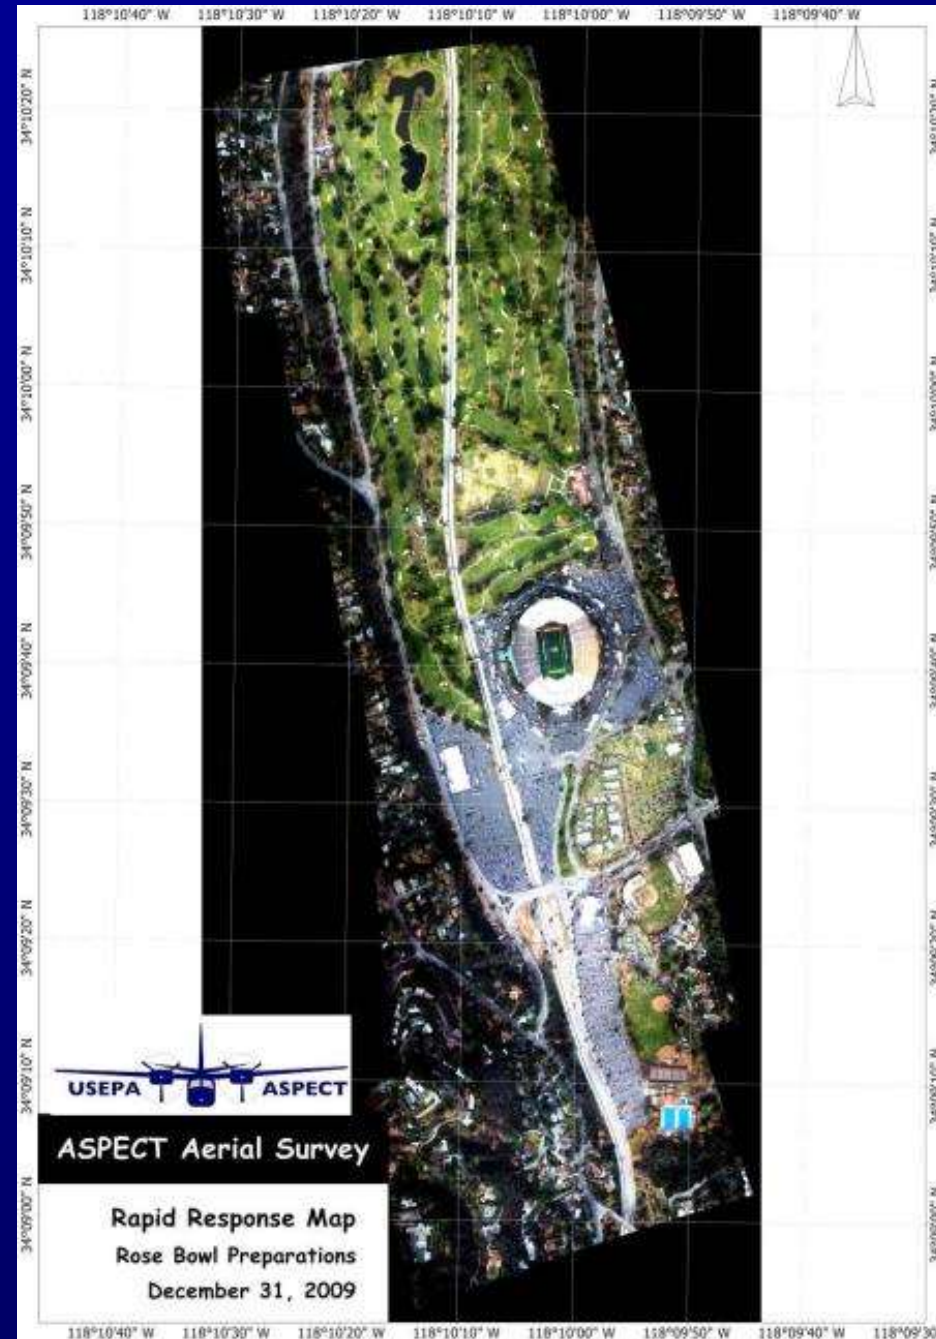 118°10'40" W 118°10'30" W 118°10'20" W 118°10'10" W 118°10'00" W 118°09'50" W 118°09'40" W
34°10'20" N
34°10'10" N
34°10'00" N
34°09'50" N
34°09'40" N
34°09'30" N
34°09'20" N
34°09'10" N
34°09'00" N
USEPA ASPECT
ASPECT Aerial Survey
Rapid Response Map
Rose Bowl Preparations
December 31, 2009
118°10'40" W 118°10'30" W 118°10'20" W 118°10'10" W 118°10'00" W 118°09'50" W 118°09'40" W